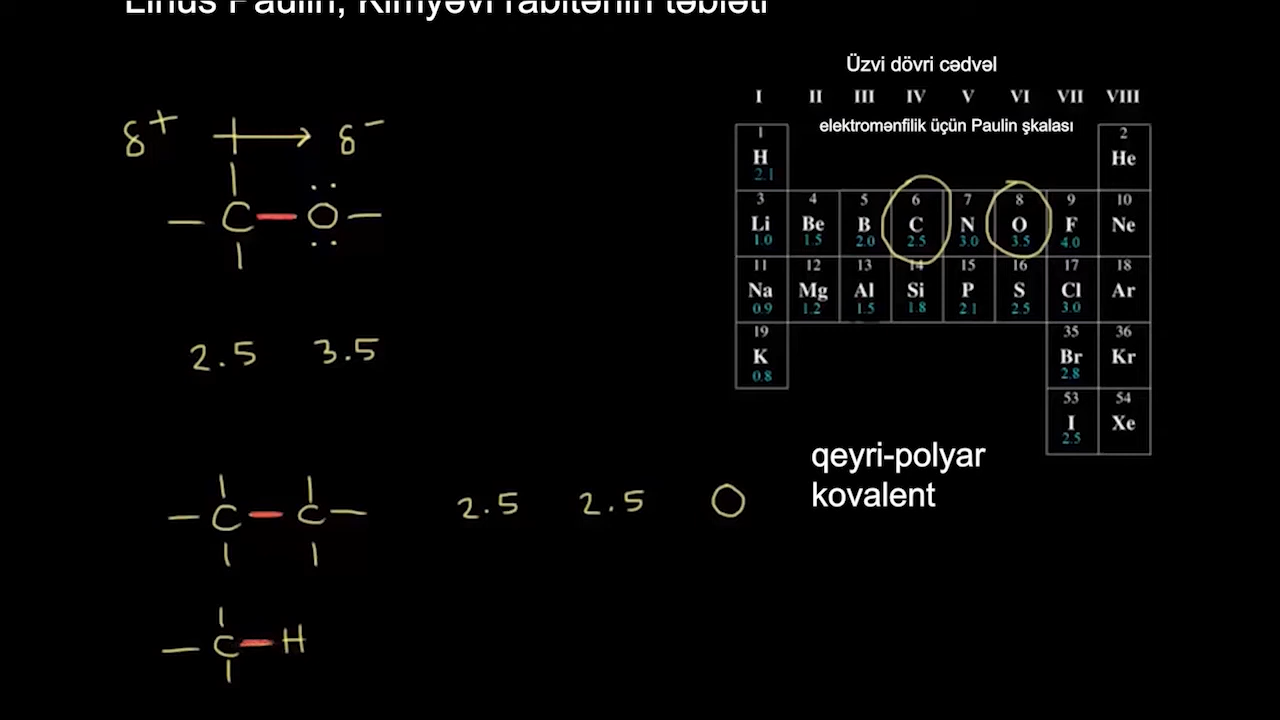 Linus Paulin, Kimyəvi rabitənin təbiəti
δ+ δ-
C O
2.5 3.5
C C 2.5 2.5 0
C H
Üzvi dövri cədvəl
I II III IV V VI VII VIII
elektromənfilik üçün Paulin şkalası
1 2
H He
2.1
3 4 5 6 7 8 9 10
Li Be B C N O F Ne
1.0 1.5 2.0 2.5 3.0 3.5 4.0
11 12 13 14 15 16 17 18
Na Mg Al Si P S Cl Ar
0.9 1.2 1.5 1.8 2.1 2.5 3.0
19 35 36
K Br Kr
0.8 2.8
53 54
I Xe
2.5
qeyri-polyar
kovalent